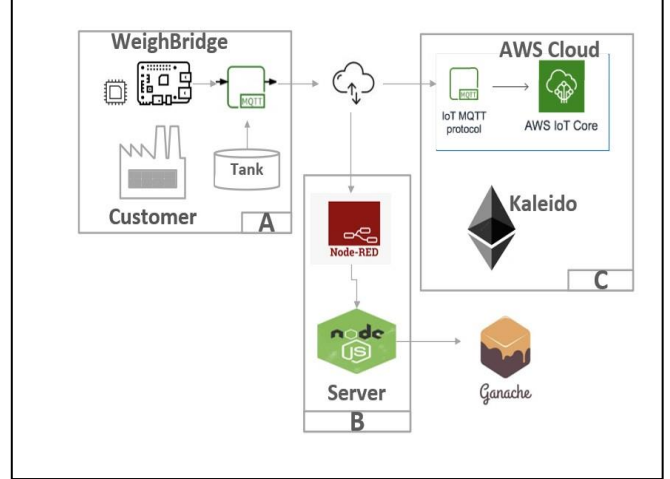 WeighBridge
MQTT
Tank
Customer
A
AWS Cloud
MQTT
IoT MQTT
protocol
AWS IoT Core
Kaleido
C
Node-RED
node
JS
Server
B
Ganache